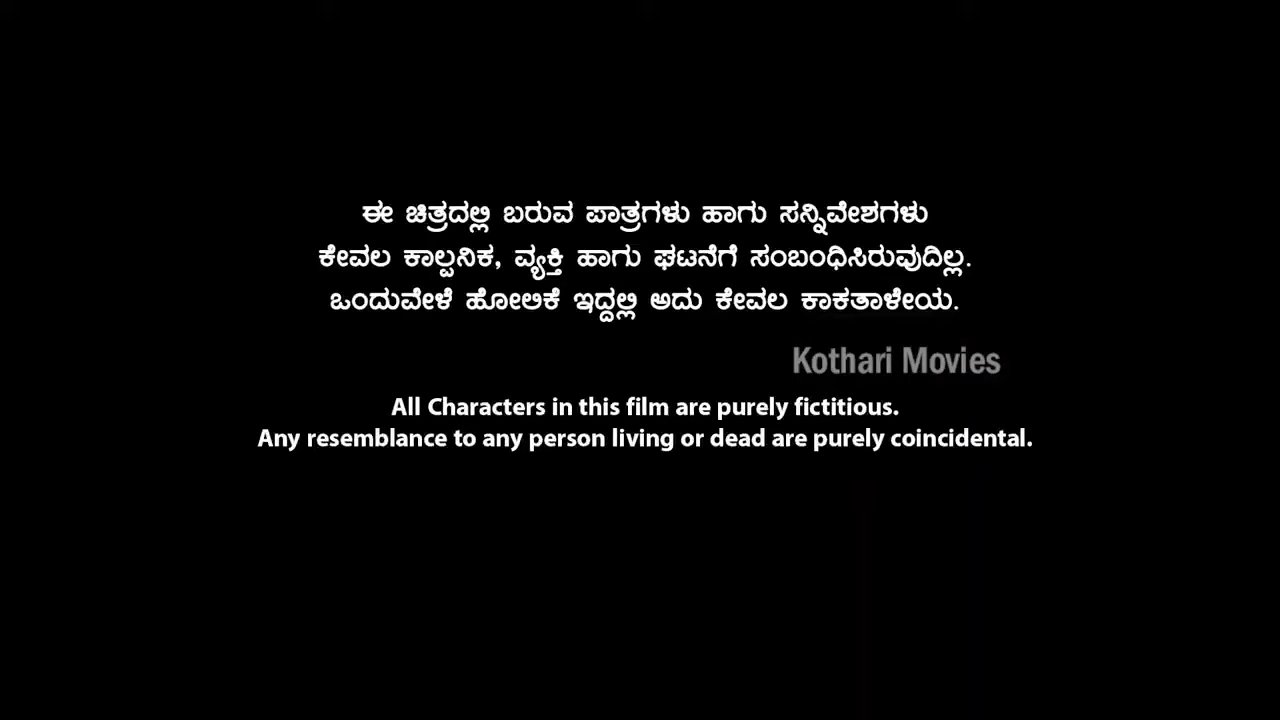 ಈ ಚಿತ್ರದಲ್ಲಿ ಬರುವ ಪಾತ್ರಗಳು ಹಾಗು ಸನ್ನಿವೇಶಗಳು
ಕೇವಲ ಕಾಲ್ಪನಿಕ, ವ್ಯಕ್ತಿ ಹಾಗು ಘಟನೆಗೆ ಸಂಬಂಧಿಸಿರುವುದಿಲ್ಲ.
ಒಂದುವೇಳೆ ಹೋಲಿಕೆ ಇದ್ದಲ್ಲಿ ಅದು ಕೇವಲ ಕಾಕತಾಳೇಯ.
Kothari Movies
All Characters in this film are purely fictitious.
Any resemblance to any person living or dead are purely coincidental.